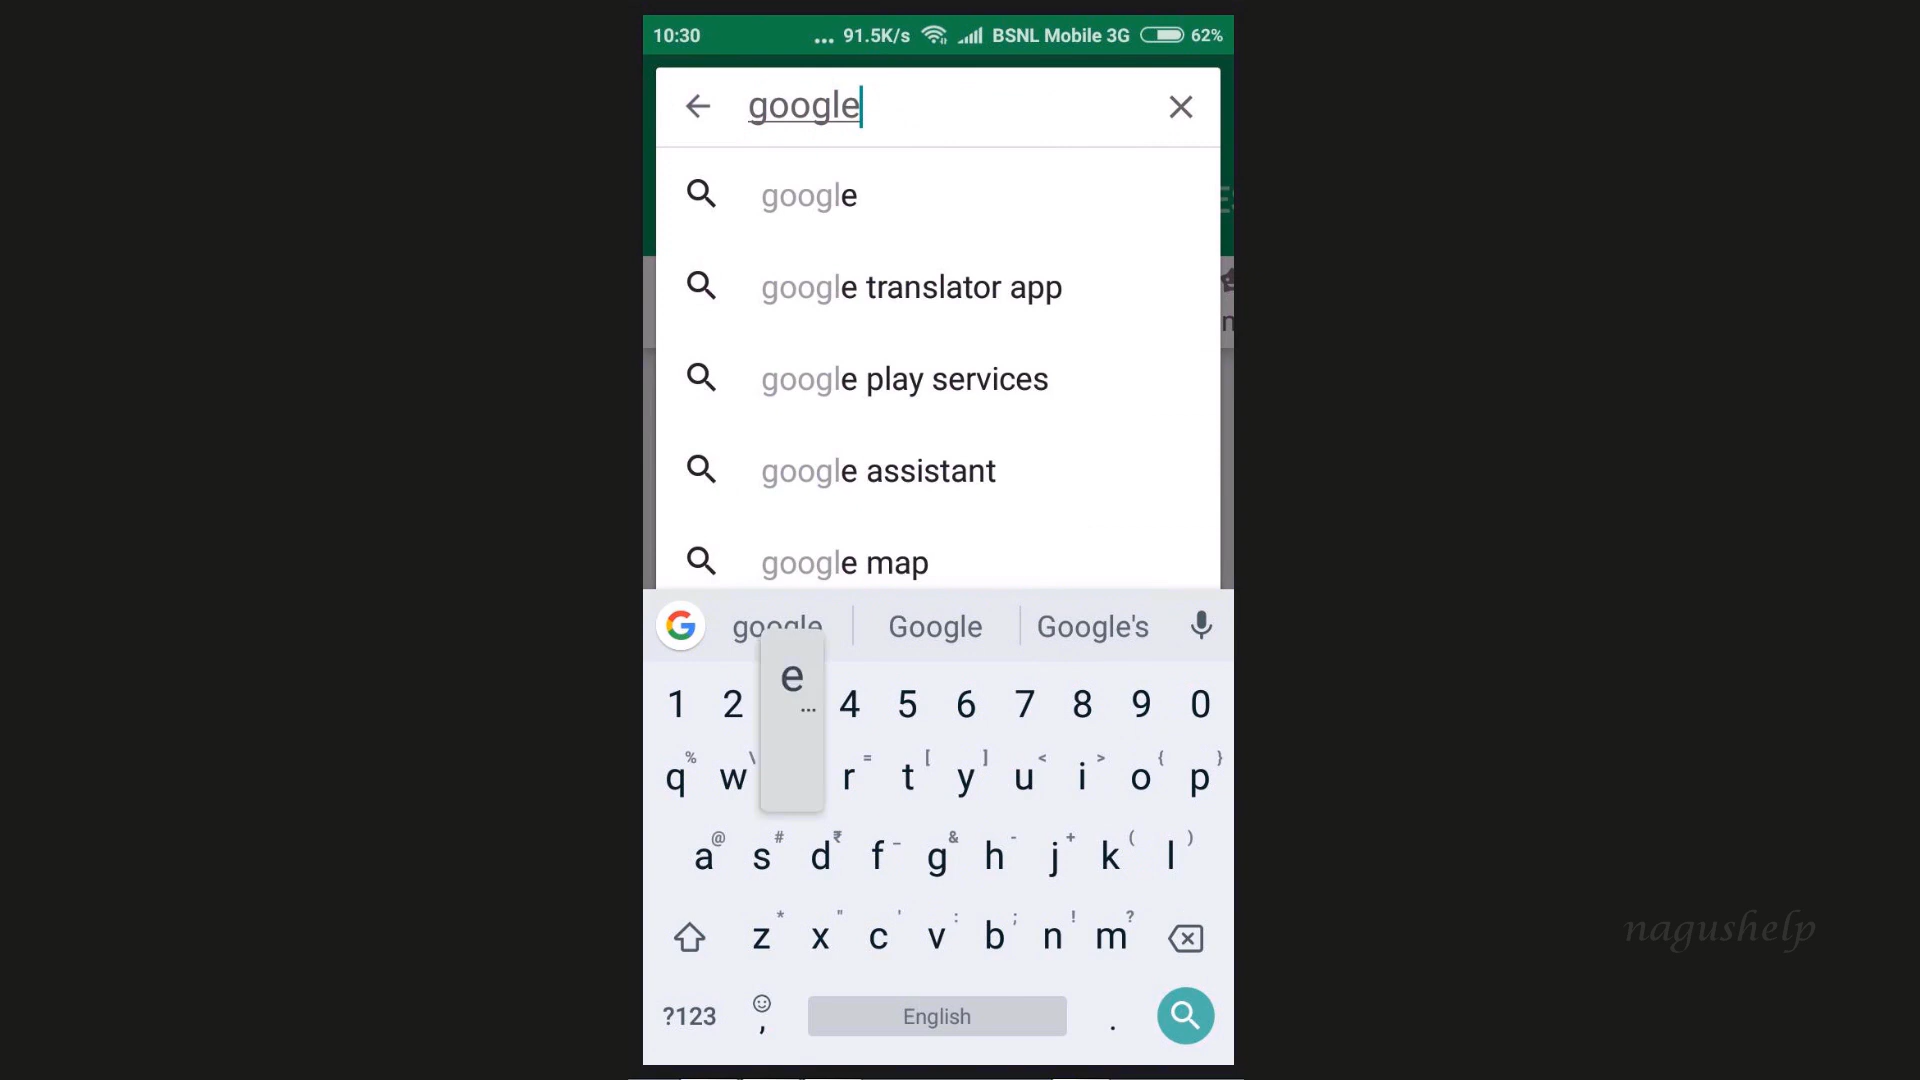 10:30 ... 91.5K/s BSNL Mobile 3G 62%
google
google
google translator app
google play services
google assistant
google map
google Google Google's
e
...
1 2 4 5 6 7 8 9 0
% \ = [ ] < > { }
q w r t y u i o p
@ # ₹ _ & - + ( )
a s d f g h j k l
* " ' : ; ! ?
z x c v b n m
?123 , English .
nagushelp